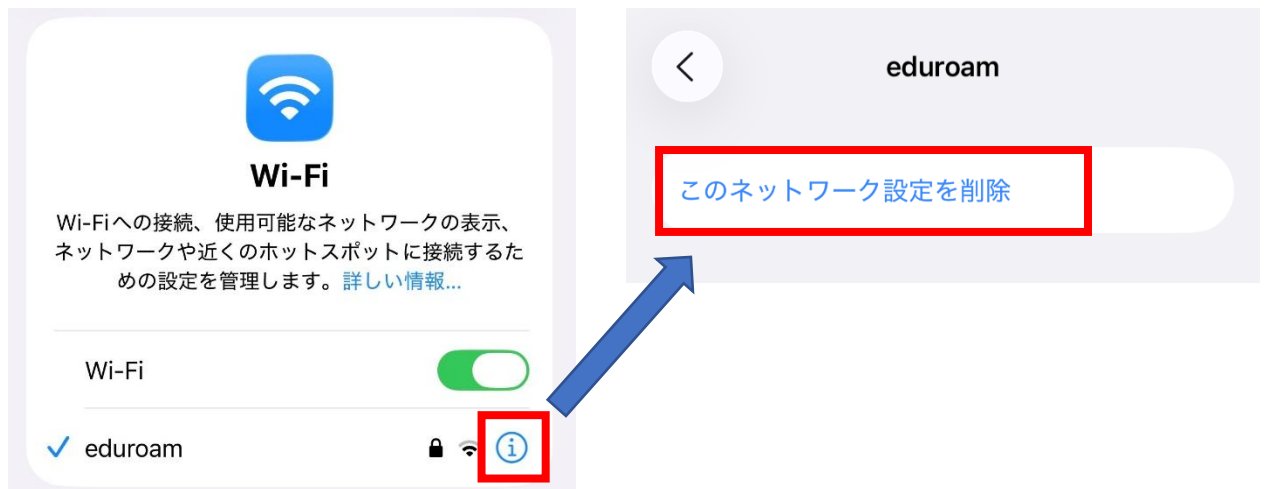 Wi-Fi
Wi-Fiへの接続、使用可能なネットワークの表示、
ネットワークや近くのホットスポットに接続するた
めの設定を管理します。詳しい情報...
Wi-Fi
eduroam
eduroam
このネットワーク設定を削除